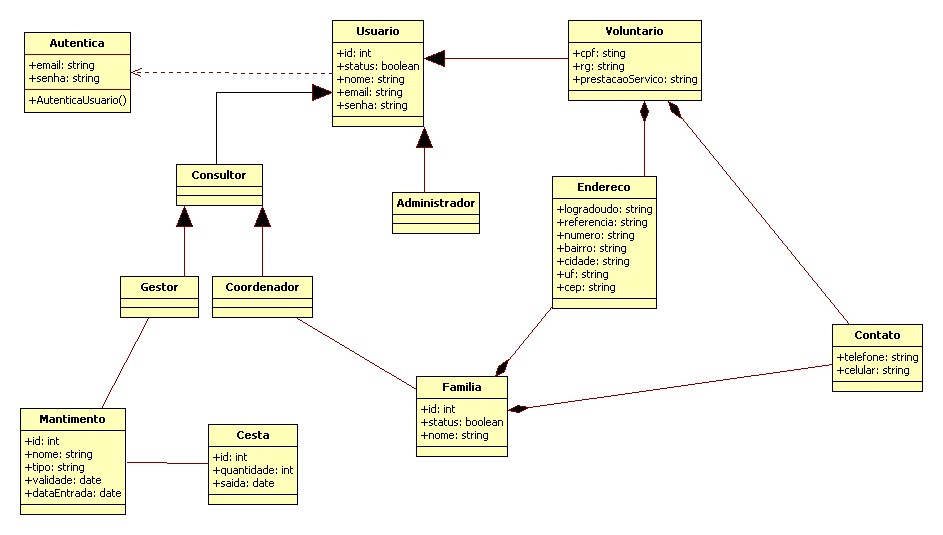 Autentica
+email: string
+senha: string
+AutenticaUsuario()
Usuario
+id: int
+status: boolean
+nome: string
+email: string
+senha: string
Voluntario
+cpf: sting
+rg: string
+prestacaoServico: string
Consultor
Administrador
Endereco
+logradoudo: string
+referencia: string
+numero: string
+bairro: string
+cidade: string
+uf: string
+cep: string
Gestor
Coordenador
Contato
+telefone: string
+celular: string
Familia
+id: int
+status: boolean
+nome: string
Mantimento
+id: int
+nome: string
+tipo: string
+validade: date
+dataEntrada: date
Cesta
+id: int
+quantidade: int
+saida: date